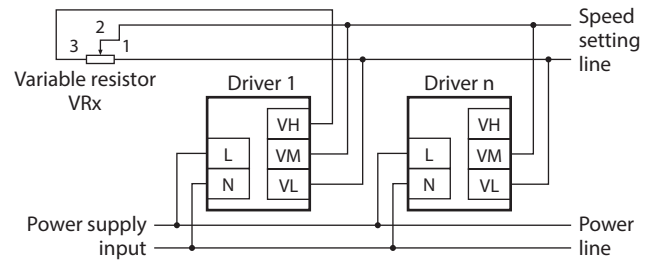 Speed
setting
line
2
3
1
Variable resistor
VRx
Driver 1
VH
VM
VL
L
N
Driver n
VH
VM
VL
L
N
Power supply
input
Power
line